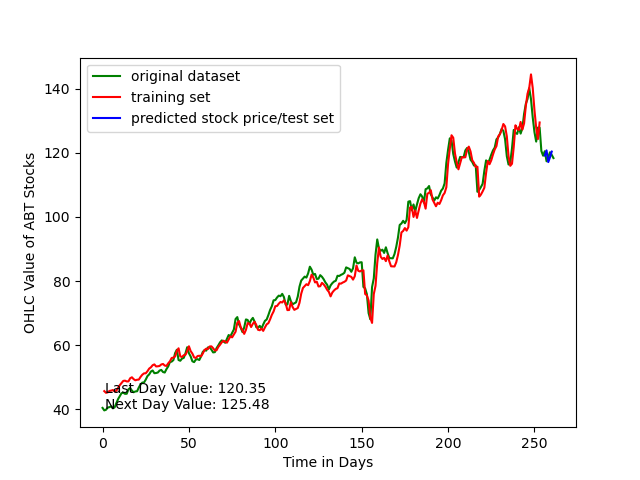 original dataset
training set
predicted stock price/test set
140
120
100
80
60
40
OHLC Value of ABT Stocks
Last Day Value: 120.35
Next Day Value: 125.48
0 50 100 150 200 250
Time in Days